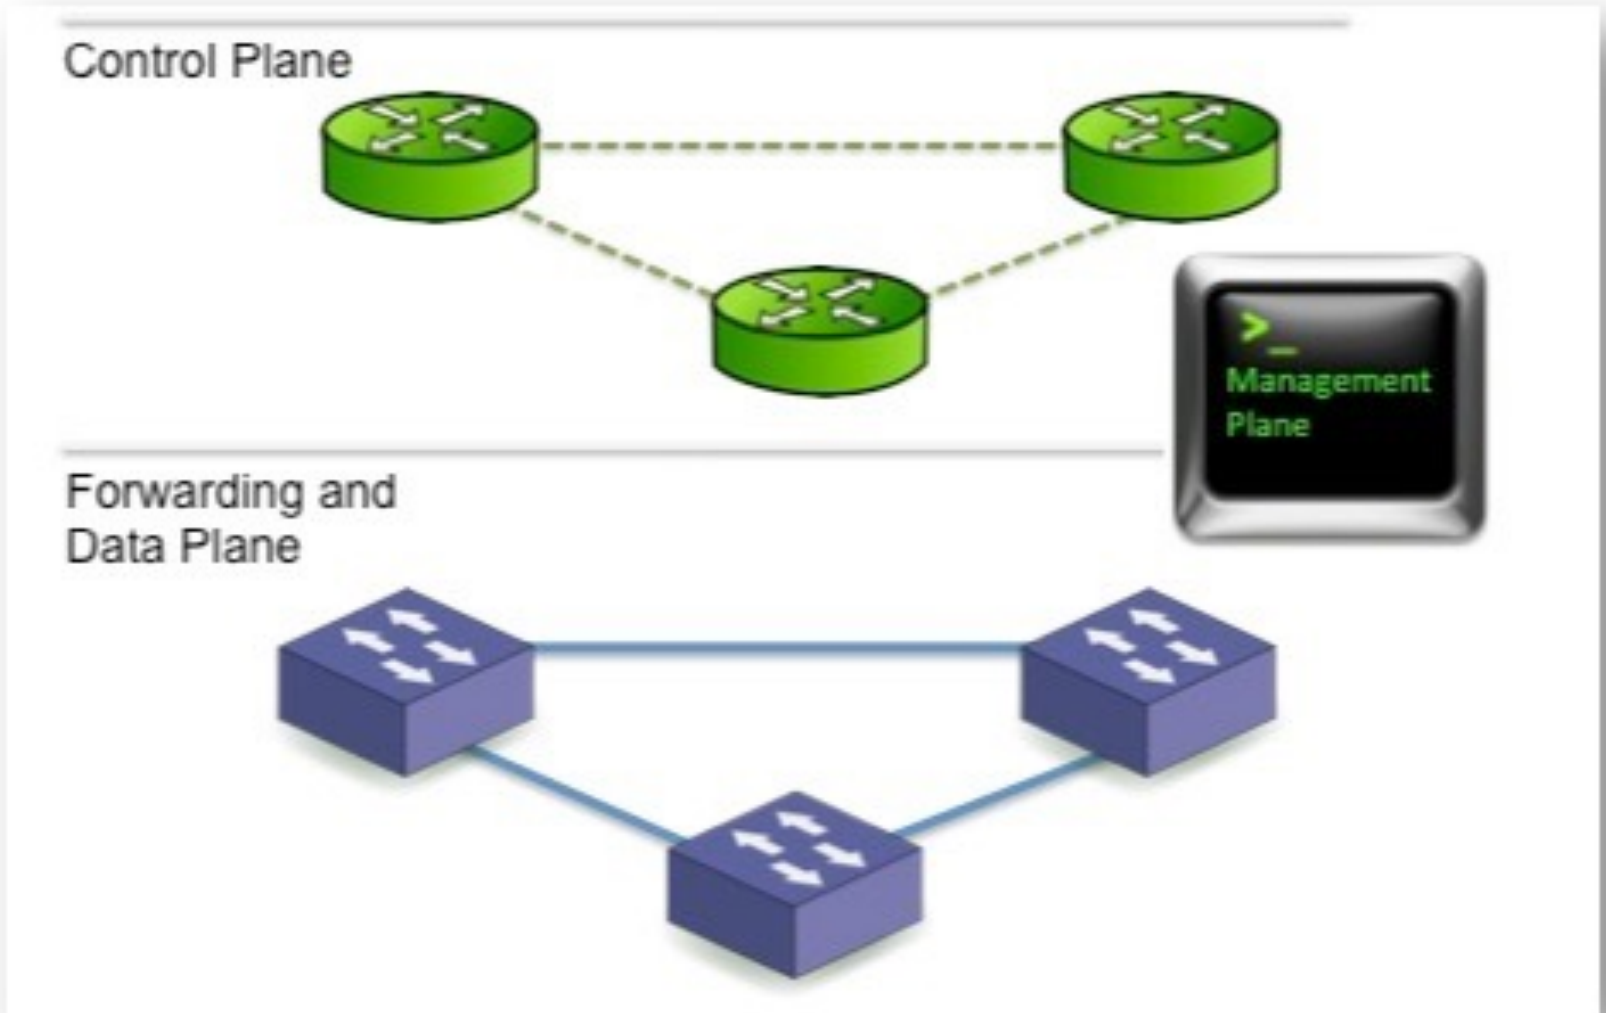 Control Plane
>_
Management
Plane
Forwarding and
Data Plane